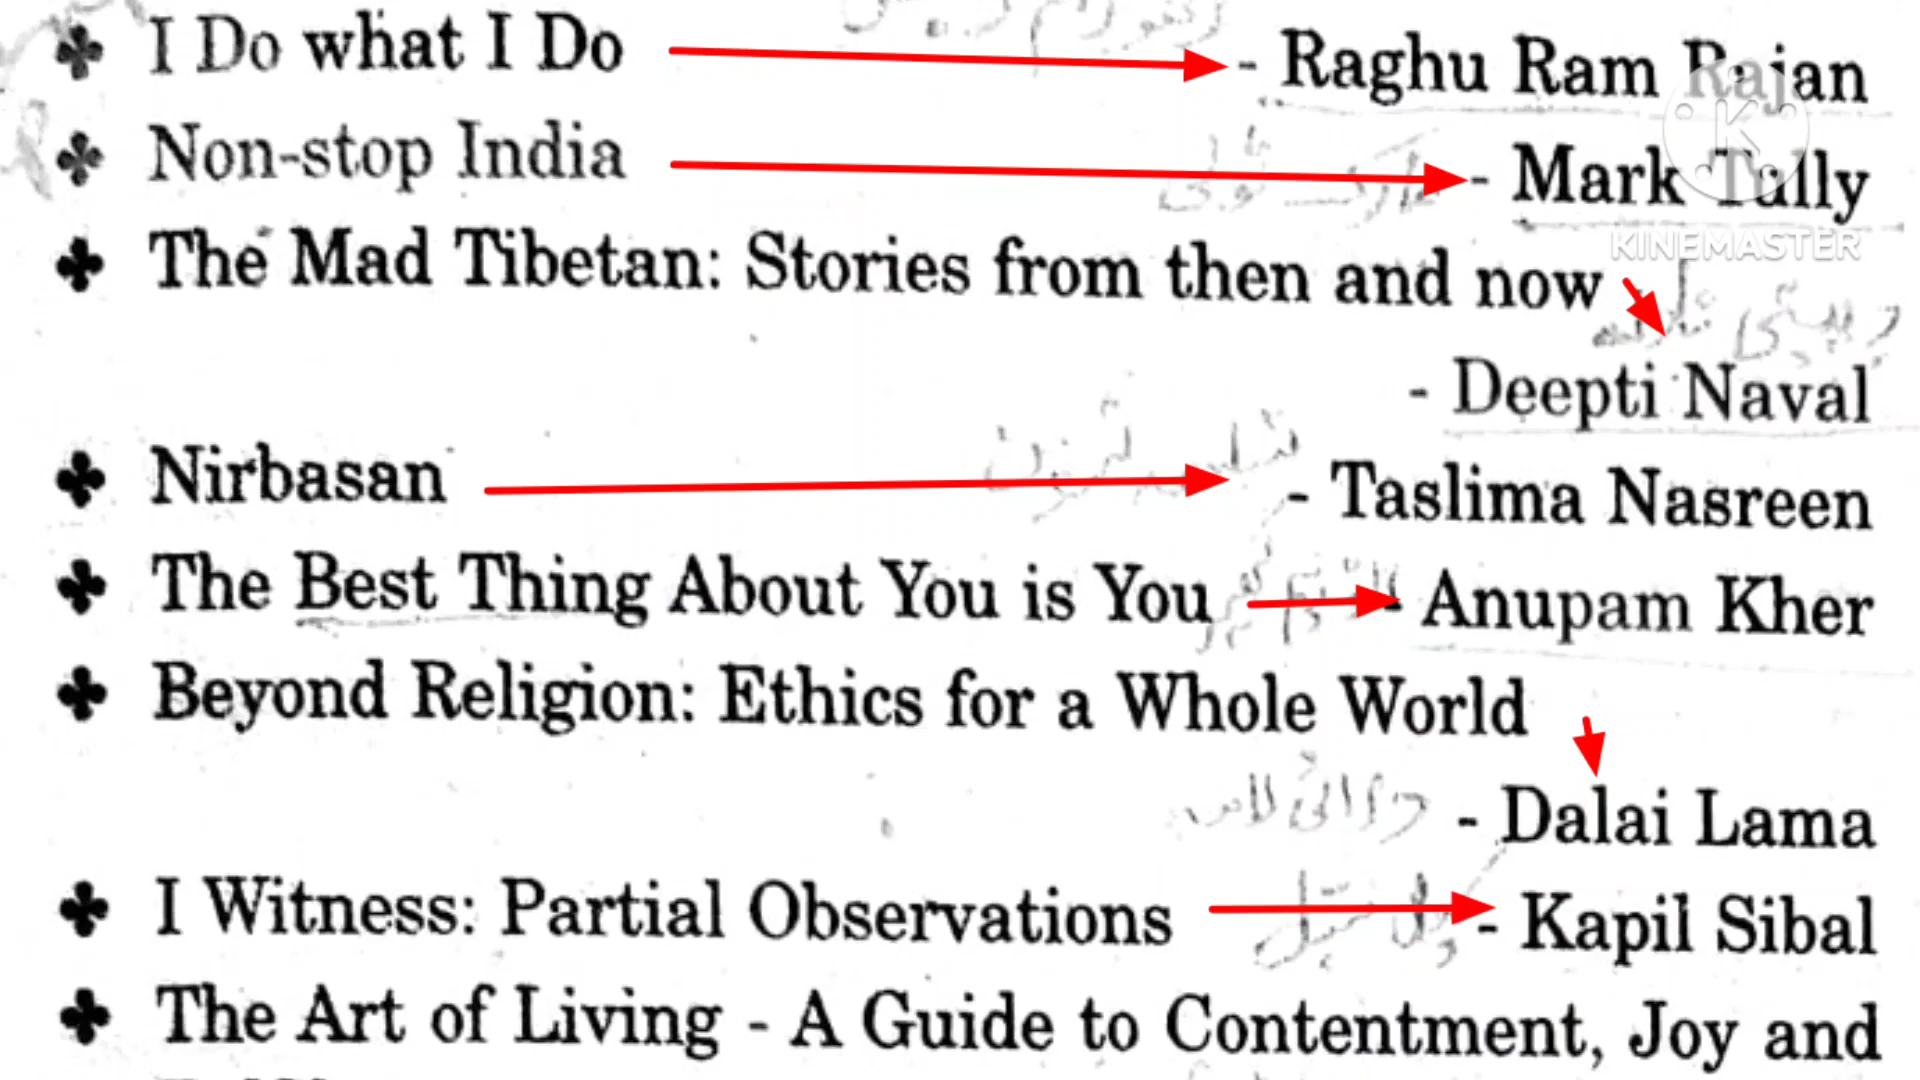 ❖ I Do what I Do - Raghu Ram Rajan
❖ Non-stop India - Mark Tully
KINEMASTER
❖ The Mad Tibetan: Stories from then and now
- Deepti Naval
❖ Nirbasan - Taslima Nasreen
❖ The Best Thing About You is You - Anupam Kher
❖ Beyond Religion: Ethics for a Whole World
- Dalai Lama
❖ I Witness: Partial Observations - Kapil Sibal
❖ The Art of Living - A Guide to Contentment, Joy and